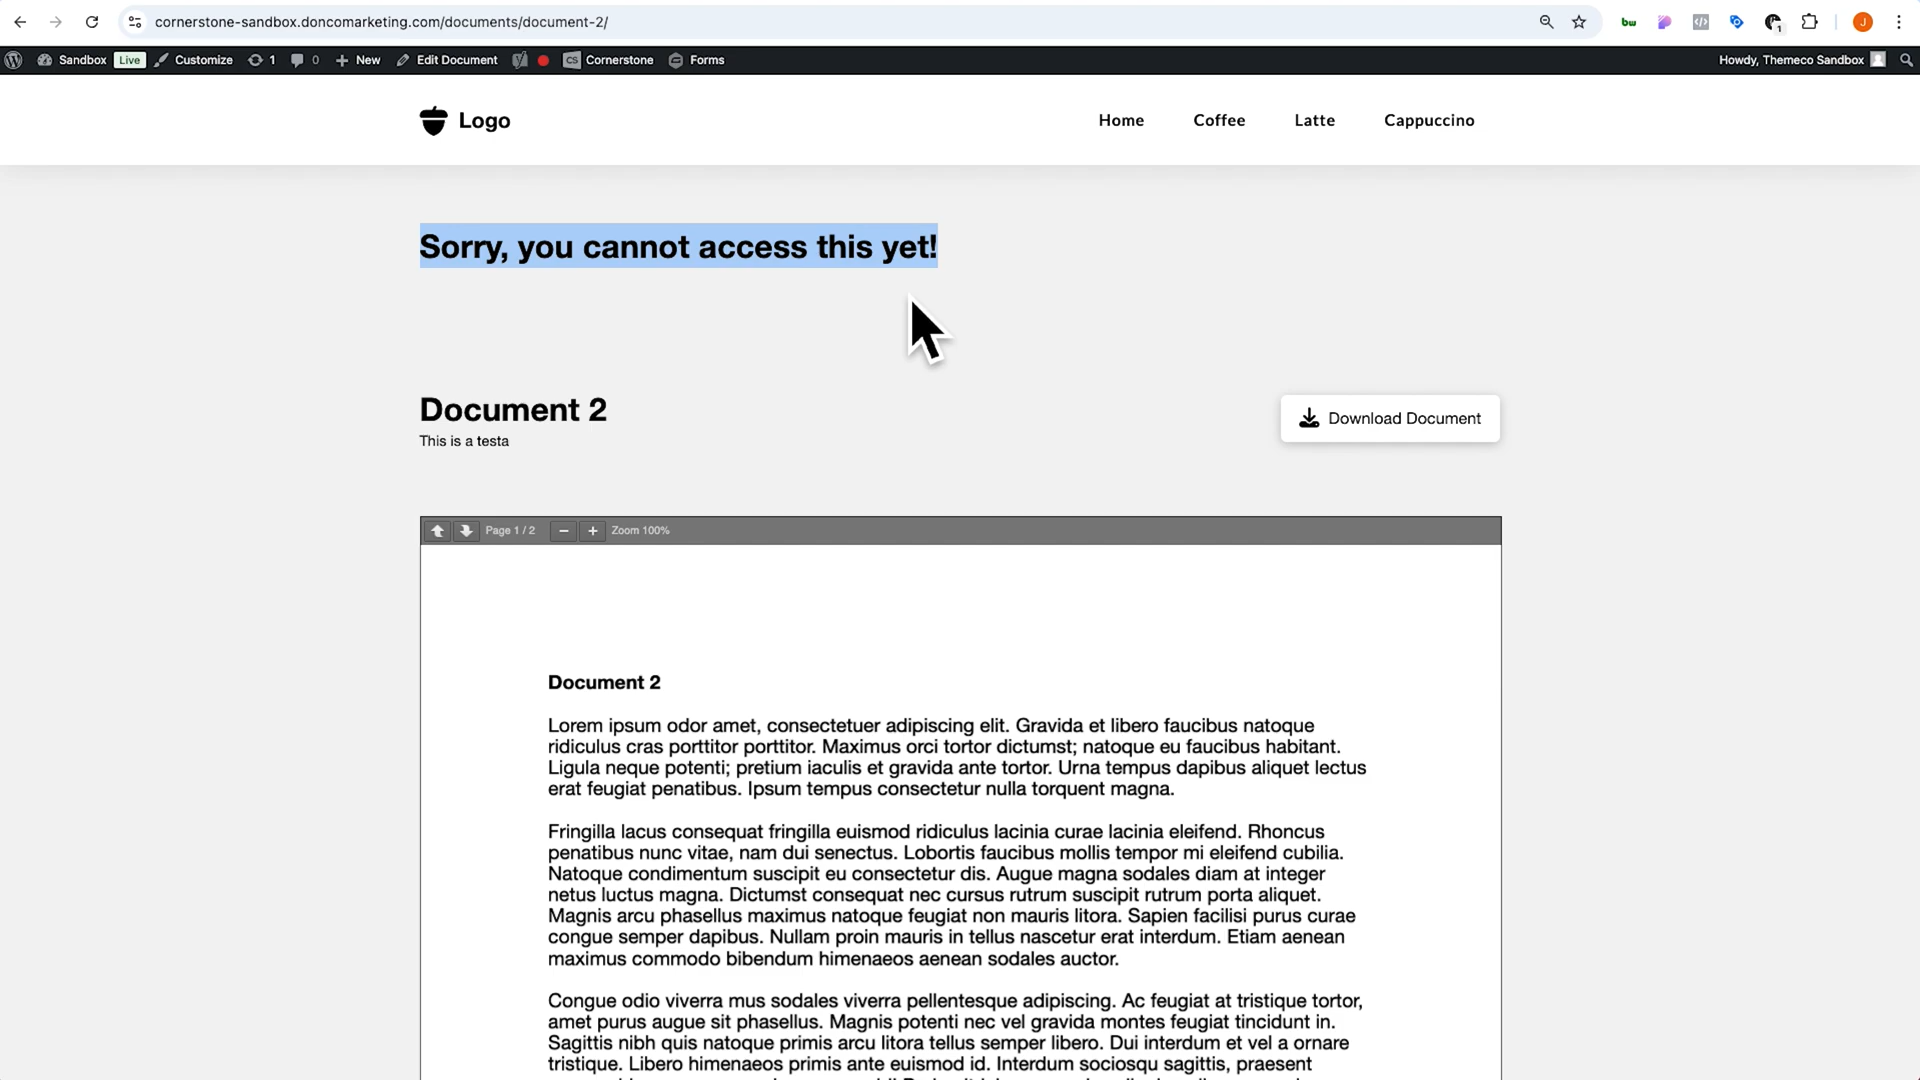 cornerstone-sandbox.doncomarketing.com/documents/document-2/
bw
1
J
Sandbox Live Customize 1 0 New Edit Document CS Cornerstone Forms
Howdy, Themeco Sandbox
Logo
Home Coffee Latte Cappuccino
Sorry, you cannot access this yet!
Document 2
This is a testa
Download Document
Page 1 / 2 Zoom 100%
Document 2
Lorem ipsum odor amet, consectetuer adipiscing elit. Gravida et libero faucibus natoque
ridiculus cras porttitor porttitor. Maximus orci tortor dictumst; natoque eu faucibus habitant.
Ligula neque potenti; pretium iaculis et gravida ante tortor. Urna tempus dapibus aliquet lectus
erat feugiat penatibus. Ipsum tempus consectetur nulla torquent magna.
Fringilla lacus consequat fringilla euismod ridiculus lacinia curae lacinia eleifend. Rhoncus
penatibus nunc vitae, nam dui senectus. Lobortis faucibus mollis tempor mi eleifend cubilia.
Natoque condimentum suscipit eu consectetur dis. Augue magna sodales diam at integer
netus luctus magna. Dictumst consequat nec cursus rutrum suscipit rutrum porta aliquet.
Magnis arcu phasellus maximus natoque feugiat non mauris litora. Sapien facilisi purus curae
congue semper dapibus. Nullam proin mauris in tellus nascetur erat interdum. Etiam aenean
maximus commodo bibendum himenaeos aenean sodales auctor.
Congue odio viverra mus sodales viverra pellentesque adipiscing. Ac feugiat at tristique tortor,
amet purus augue sit phasellus. Magnis potenti nec vel gravida montes feugiat tincidunt in.
Sagittis nibh quis natoque primis arcu litora tellus semper libero. Dui interdum et vel a ornare
tristique. Libero himenaeos primis ante euismod id. Interdum sociosqu sagittis, praesent